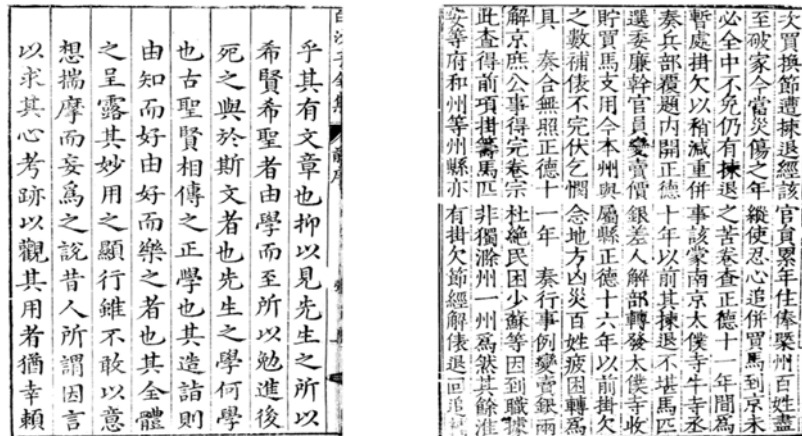 次買換節遭揀退經該官員累年住俸槩州百姓盡
至破家今當災傷之年縱使忍心追併買馬到京未
必全中不免仍有揀退之苦卷查正德十一年間爲
暫處掛欠以稍減重併事該蒙南京太僕寺牛寺丞
奏兵部覆題内開正德十年以前其揀退不堪馬匹
選委廉幹官員變賣價銀差人解部轉發太僕寺收
貯買馬支用今本州與屬縣正德十六年以前掛欠
之數補俵不完伏乞憫念地方凶災百姓疲困轉爲
具 奏合無照正德十一年 奏行事例變賣銀兩
解京庶公事得完卷宗杜絶民困少蘇等因到職據
此查得前項掛籌馬匹非獨滁州一州爲然其餘淮
安等府和州等州縣亦有掛欠節經解俵退回追
乎其有文章也抑以見先生之所以
希賢希聖者由學而至所以勉進後
死之與於斯文者也先生之學何學
也古聖賢相傳之正學也其造詣則
由知而好由好而樂之者也其全體
之呈露其妙用之顯行雖不敢以意
想揣摩而妄爲之說昔人所謂因言
以求其心考跡以觀其用者猶幸賴